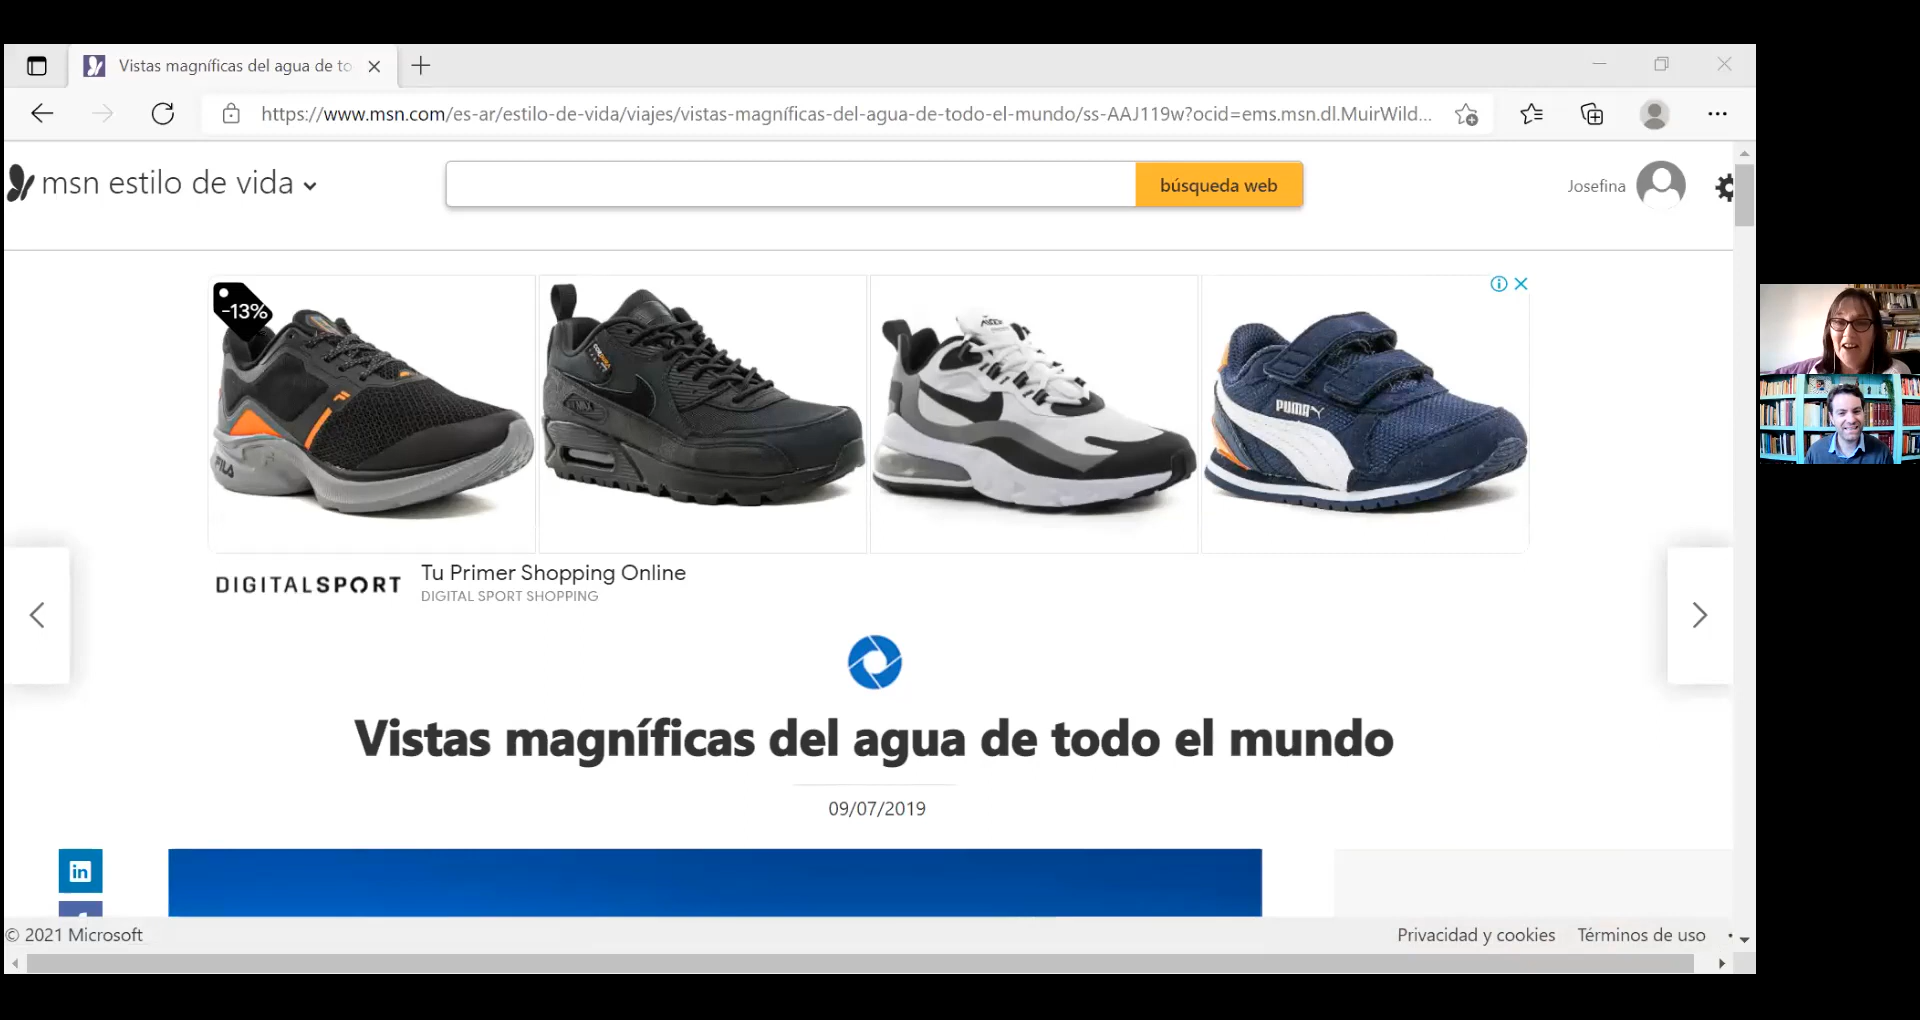 Vistas magníficas del agua de to
https://www.msn.com/es-ar/estilo-de-vida/viajes/vistas-magníficas-del-agua-de-todo-el-mundo/ss-AAJ119w?ocid=ems.msn.dl.MuirWild...
msn estilo de vida
búsqueda web
Josefina
-13%
FILA
PUMA
DIGITALSPORT
Tu Primer Shopping Online
DIGITAL SPORT SHOPPING
Vistas magníficas del agua de todo el mundo
09/07/2019
in
© 2021 Microsoft
Privacidad y cookies
Términos de uso